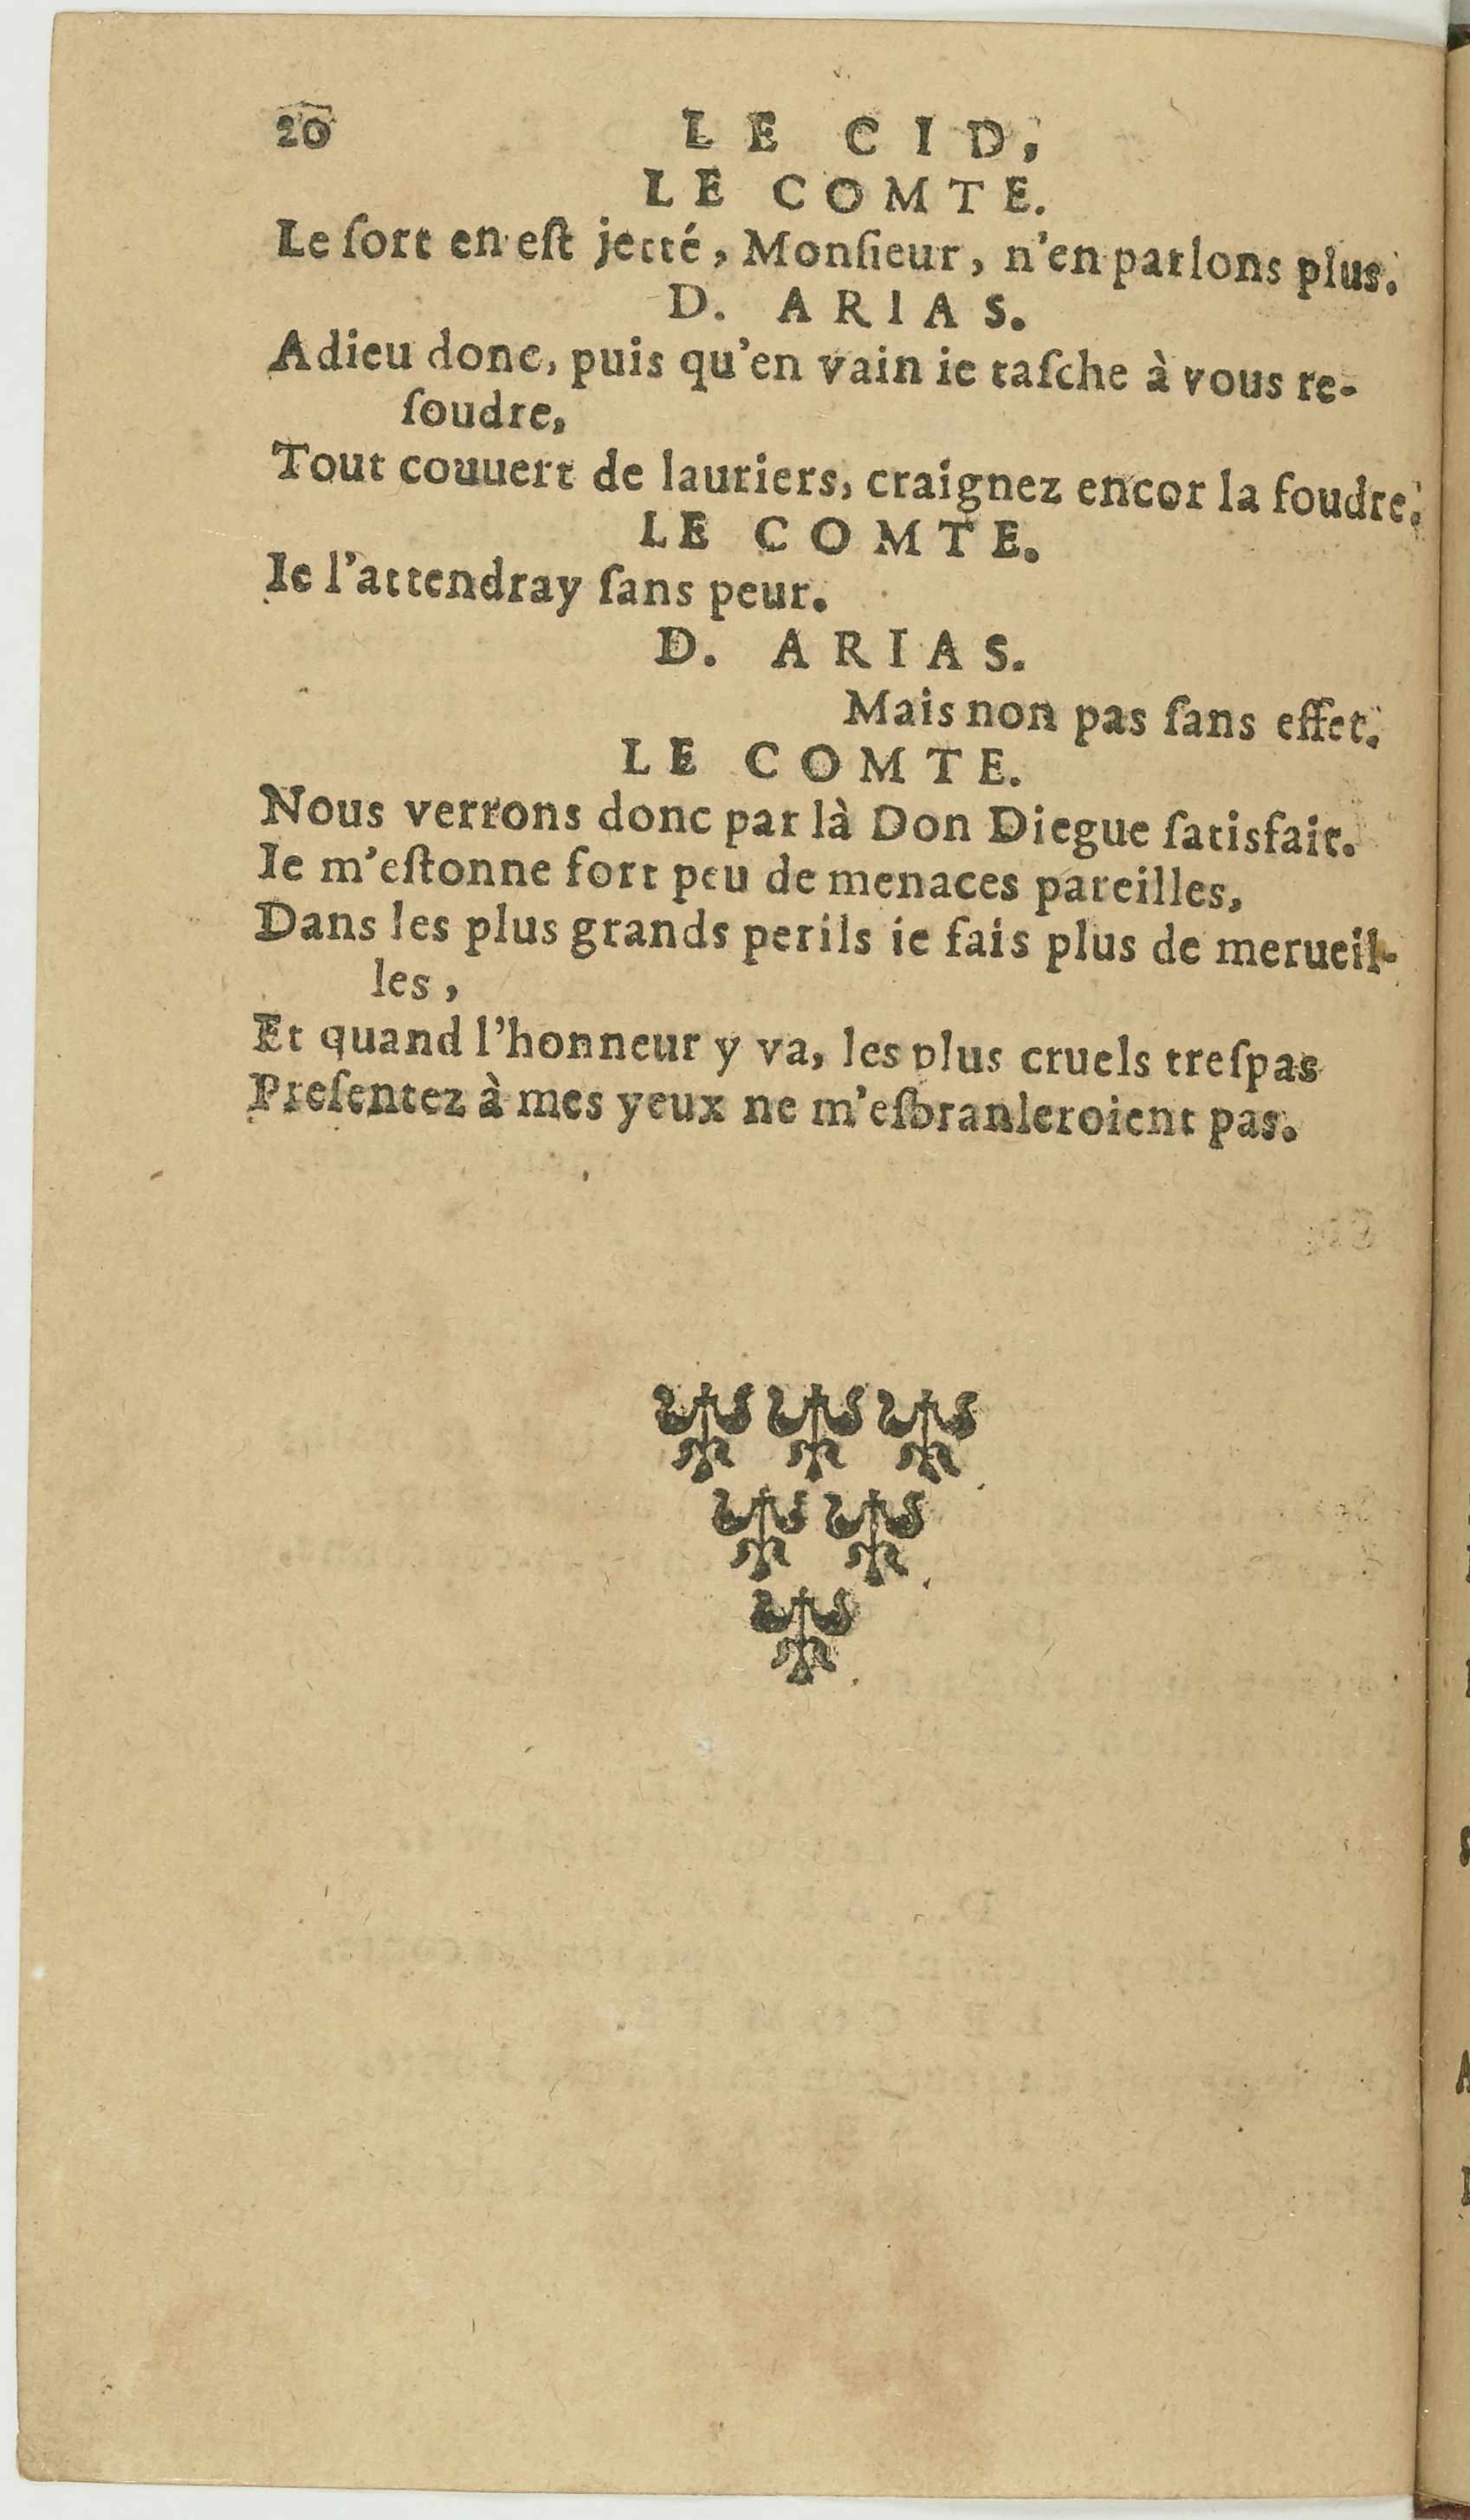 20 LE CID,
LE COMTE.
Le ſort en eſt jetté, Monſieur, n'en parlons plus.
D. ARIAS.
Adieu donc, puis qu'en vain ie taſche à vous re-
ſoudre,
Tout couuert de lauriers, craignez encor la foudre.
LE COMTE.
Ie l'attendray ſans peur.
D. ARIAS.
Mais non pas ſans effet.
LE COMTE.
Nous verrons donc par là Don Diegue ſatisfait.
Ie m'eſtonne fort peu de menaces pareilles,
Dans les plus grands perils ie fais plus de merueil-
les,
Et quand l'honneur y va, les plus cruels treſpas
Preſentez à mes yeux ne m'eſbranleroient pas.